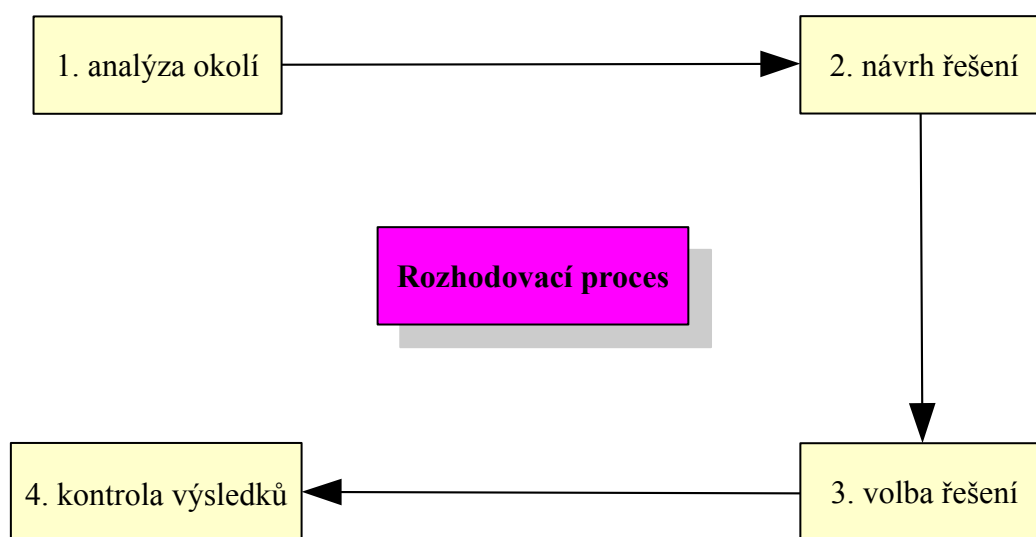 1. analýza okolí
2. návrh řešení
Rozhodovací proces
4. kontrola výsledků
3. volba řešení